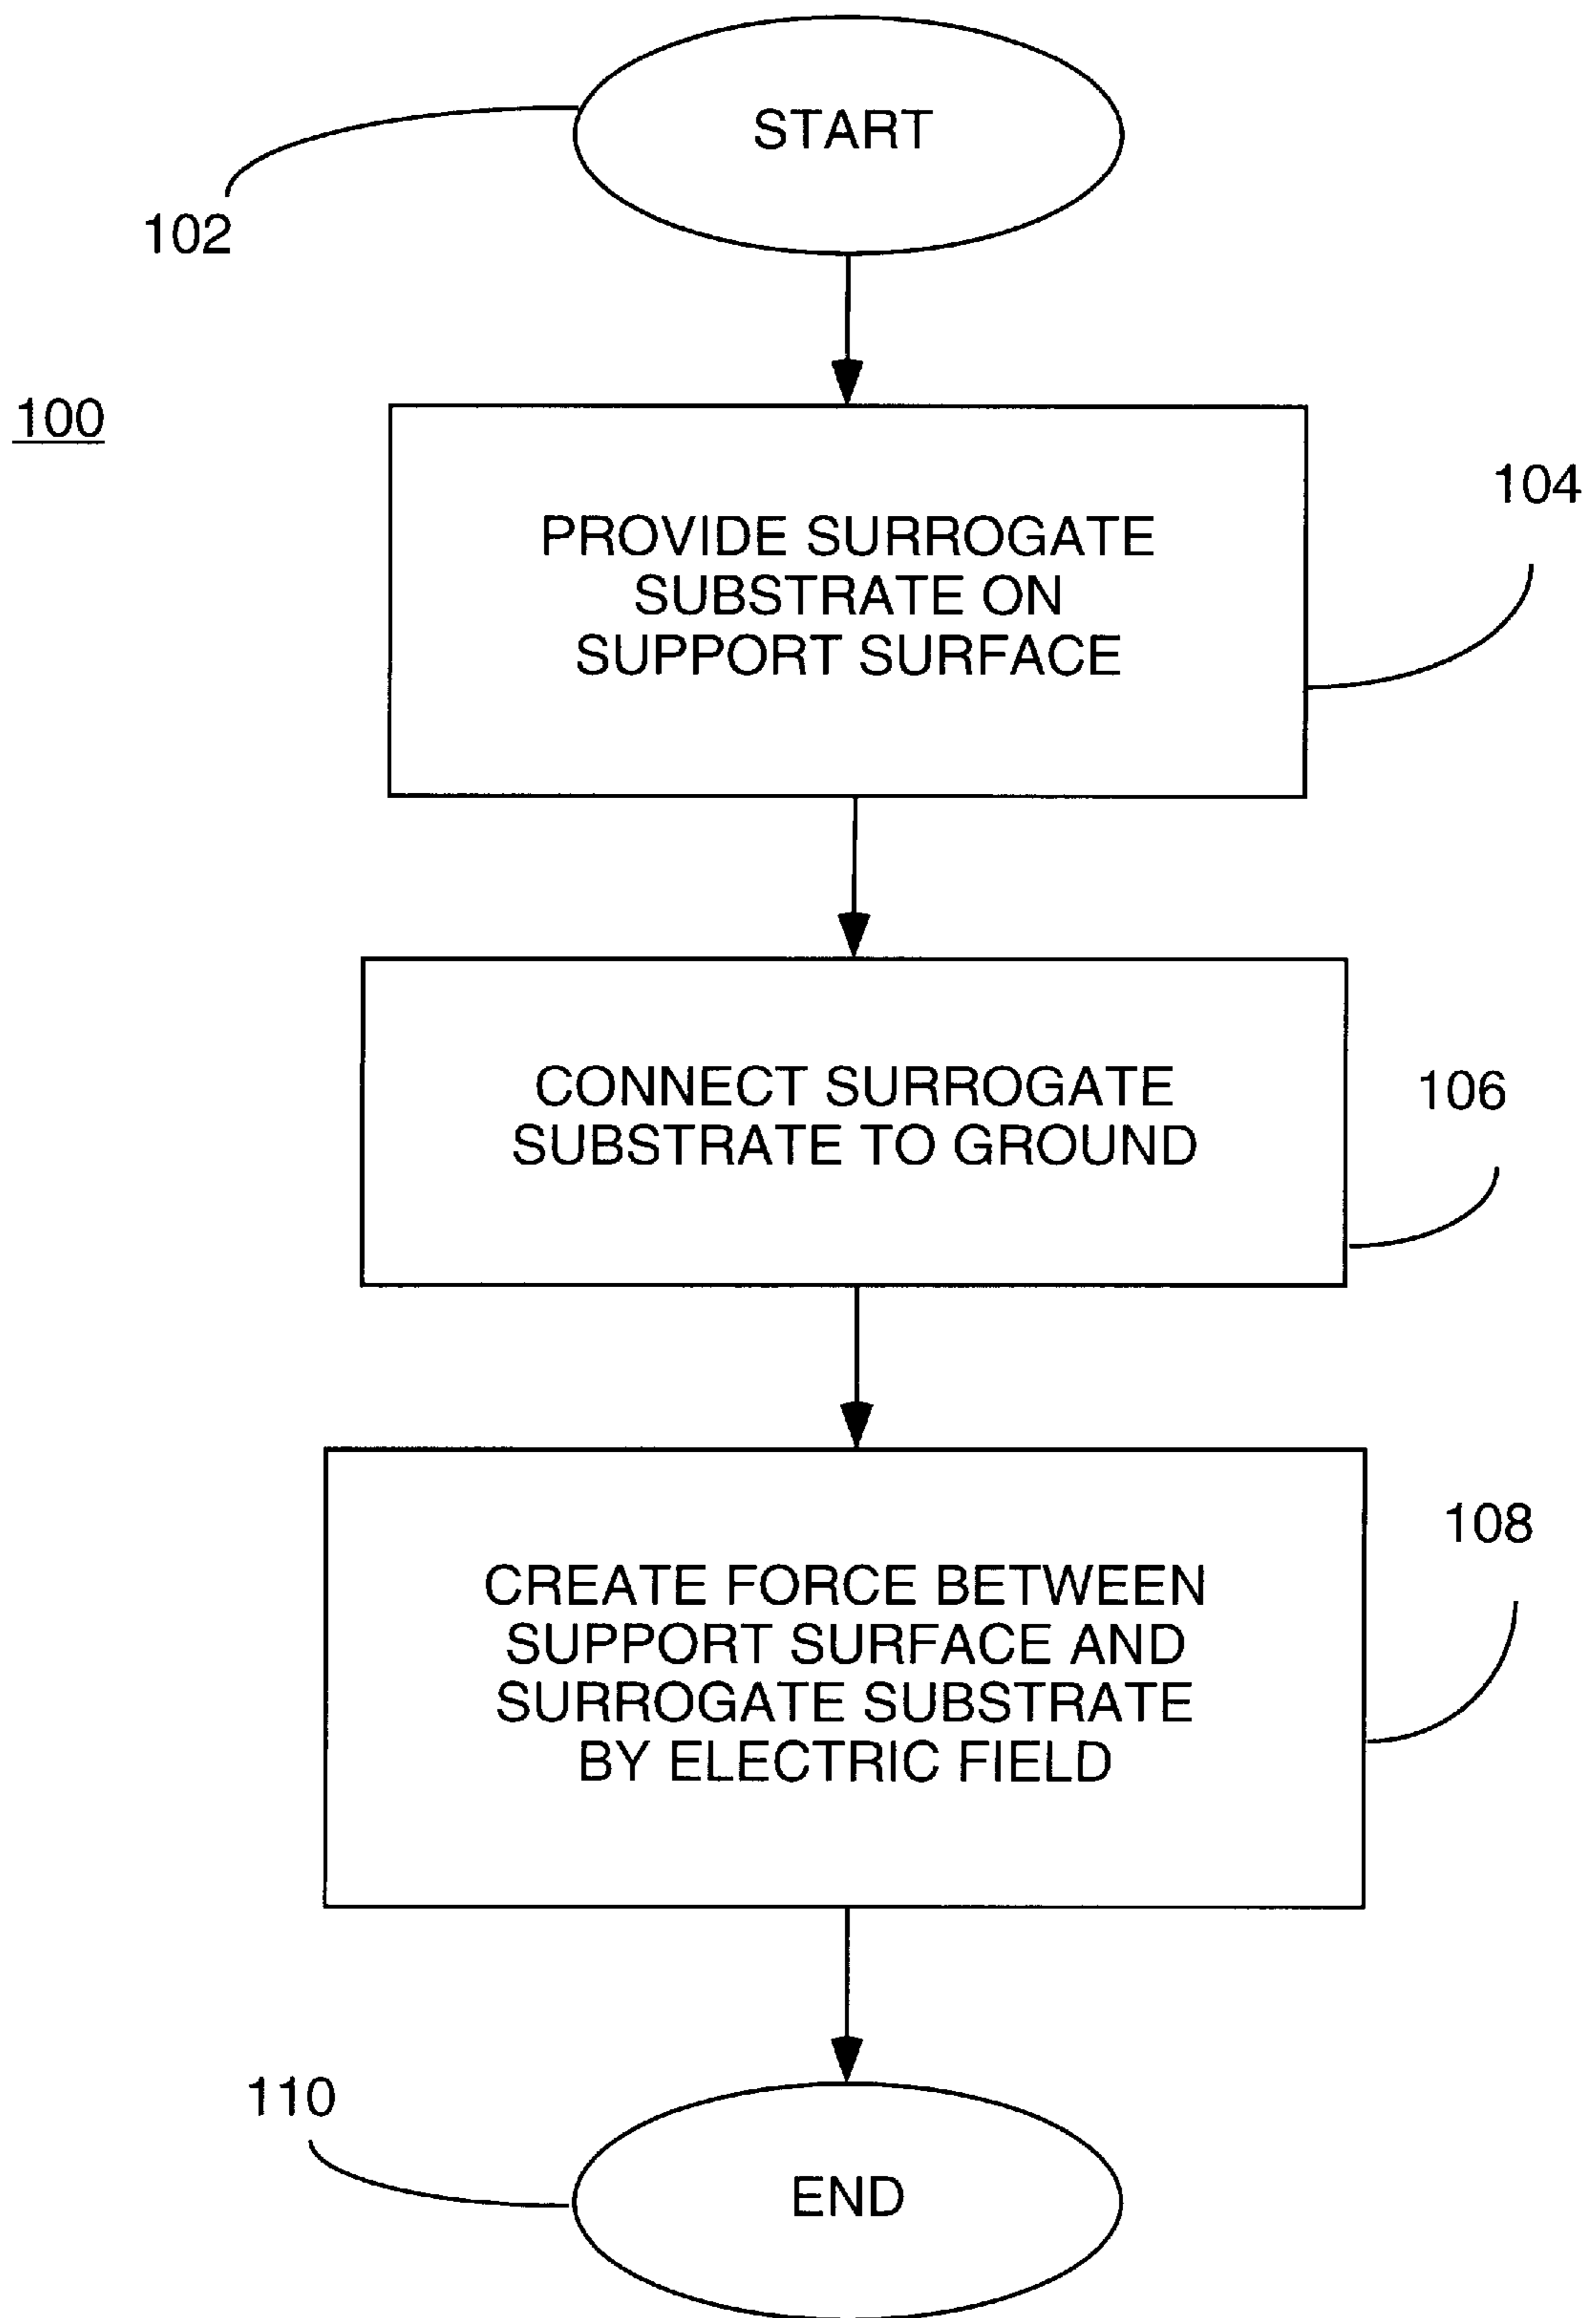 START
102
100
104
PROVIDE SURROGATE
SUBSTRATE ON
SUPPORT SURFACE
CONNECT SURROGATE
SUBSTRATE TO GROUND
106
108
CREATE FORCE BETWEEN
SUPPORT SURFACE AND
SURROGATE SUBSTRATE
BY ELECTRIC FIELD
110
END